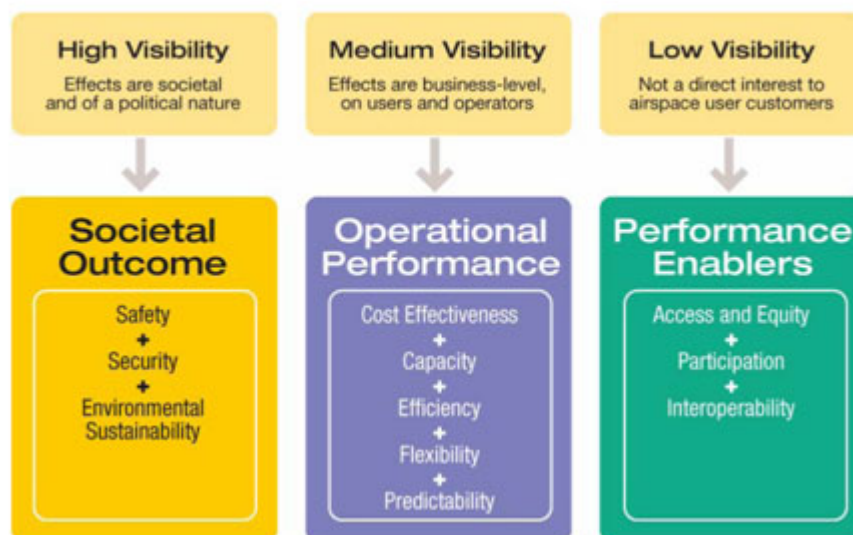 High Visibility
Effects are societal
and of a political nature
Medium Visibility
Effects are business-level,
on users and operators
Low Visibility
Not a direct interest to
airspace user customers
Societal
Outcome
Safety
+
Security
+
Environmental
Sustainability
Operational
Performance
Cost Effectiveness
+
Capacity
+
Efficiency
+
Flexibility
+
Predictability
Performance
Enablers
Access and Equity
+
Participation
+
Interoperability